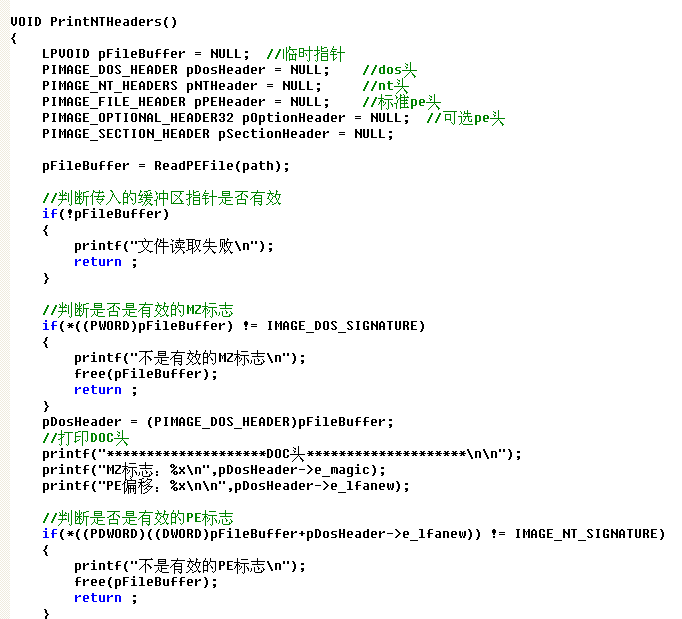 VOID PrintNTHeaders()
{
    LPVOID pFileBuffer = NULL;  //临时指针
    PIMAGE_DOS_HEADER pDosHeader = NULL;    //dos头
    PIMAGE_NT_HEADERS pNTHeader = NULL;     //nt头
    PIMAGE_FILE_HEADER pPEHeader = NULL;    //标准pe头
    PIMAGE_OPTIONAL_HEADER32 pOptionHeader = NULL;  //可选pe头
    PIMAGE_SECTION_HEADER pSectionHeader = NULL;

    pFileBuffer = ReadPEFile(path);

    //判断传入的缓冲区指针是否有效
    if(!pFileBuffer)
    {
        printf("文件读取失败\n");
        return ;
    }

    //判断是否是有效的MZ标志
    if(*((PWORD)pFileBuffer) != IMAGE_DOS_SIGNATURE)
    {
        printf("不是有效的MZ标志\n");
        free(pFileBuffer);
        return ;
    }
    pDosHeader = (PIMAGE_DOS_HEADER)pFileBuffer;
    //打印DOC头
    printf("********************DOC头********************\n\n");
    printf("MZ标志：%x\n",pDosHeader->e_magic);
    printf("PE偏移：%x\n\n",pDosHeader->e_lfanew);

    //判断是否是有效的PE标志
    if(*((PDWORD)((DWORD)pFileBuffer+pDosHeader->e_lfanew)) != IMAGE_NT_SIGNATURE)
    {
        printf("不是有效的PE标志\n");
        free(pFileBuffer);
        return ;
    }